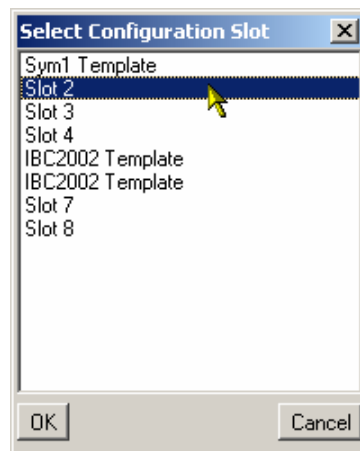 Select Configuration Slot
Sym1 Template
Slot 2
Slot 3
Slot 4
IBC2002 Template
IBC2002 Template
Slot 7
Slot 8
OK Cancel